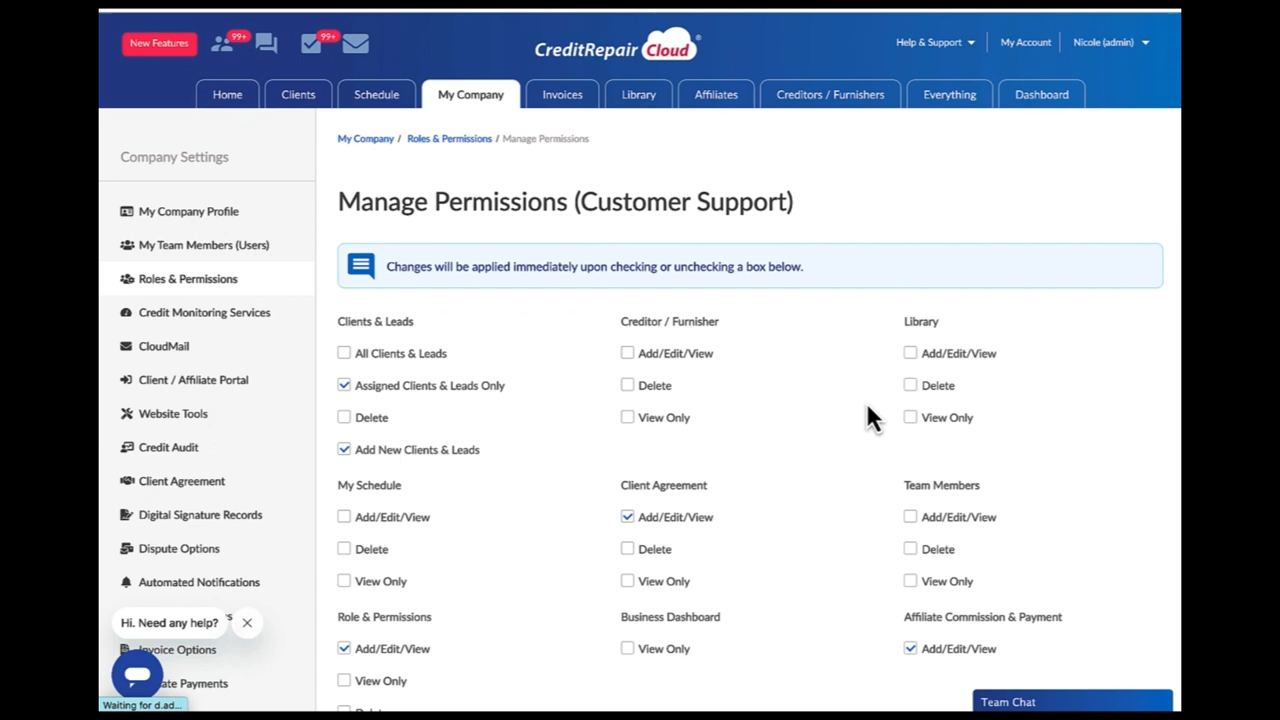 New Features
99+
99+
CreditRepair Cloud
Help & Support
My Account
Nicole (admin)
Home
Clients
Schedule
My Company
Invoices
Library
Affiliates
Creditors / Furnishers
Everything
Dashboard
Company Settings
My Company Profile
My Team Members (Users)
Roles & Permissions
Credit Monitoring Services
CloudMail
Client / Affiliate Portal
Website Tools
Credit Audit
Client Agreement
Digital Signature Records
Dispute Options
Automated Notifications
Hi. Need any help?
Invoice Options
Payments
Waiting for d.ad...
My Company / Roles & Permissions / Manage Permissions
Manage Permissions (Customer Support)
Changes will be applied immediately upon checking or unchecking a box below.
Clients & Leads
All Clients & Leads
Assigned Clients & Leads Only
Delete
Add New Clients & Leads
Creditor / Furnisher
Add/Edit/View
Delete
View Only
Library
Add/Edit/View
Delete
View Only
My Schedule
Add/Edit/View
Delete
View Only
Client Agreement
Add/Edit/View
Delete
View Only
Team Members
Add/Edit/View
Delete
View Only
Role & Permissions
Add/Edit/View
View Only
Business Dashboard
View Only
Affiliate Commission & Payment
Add/Edit/View
Team Chat